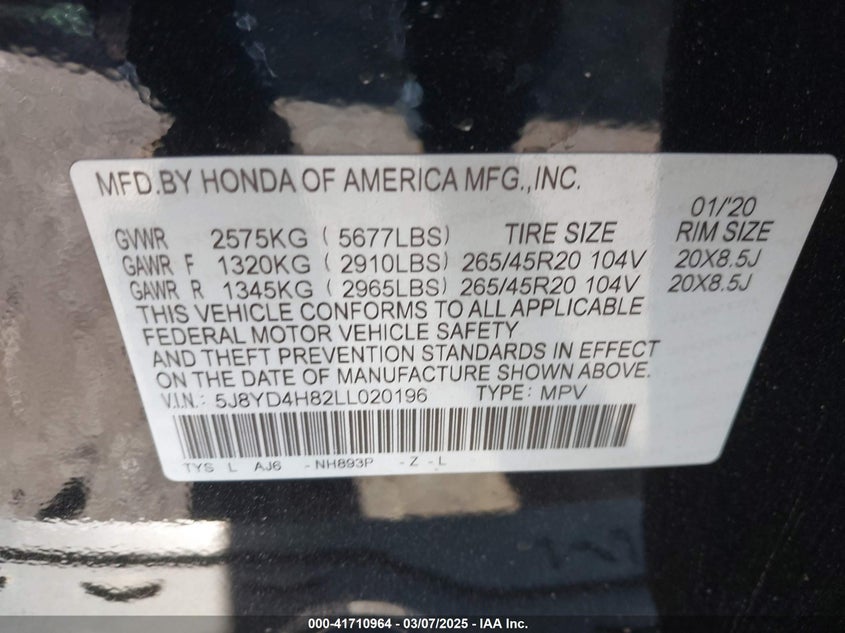 MFD.BY HONDA OF AMERICA MFG.,INC.
01/'20
GVWR 2575KG ( 5677LBS) TIRE SIZE RIM SIZE
GAWR F 1320KG ( 2910LBS) 265/45R20 104V 20X8.5J
GAWR R 1345KG ( 2965LBS) 265/45R20 104V 20X8.5J
THIS VEHICLE CONFORMS TO ALL APPLICABLE
FEDERAL MOTOR VEHICLE SAFETY
AND THEFT PREVENTION STANDARDS IN EFFECT
ON THE DATE OF MANUFACTURE SHOWN ABOVE.
V.I.N.: 5J8YD4H82LL020196 TYPE: MPV
TYS L AJ6 -NH893P -Z -L
000-41710964 — 03/07/2025 — IAA Inc.